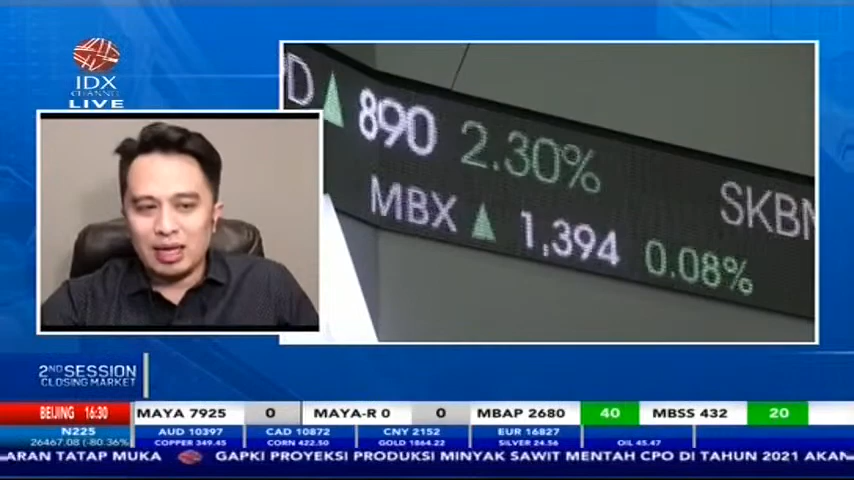 IDX
CHANNEL
LIVE
890 2.30%
MBX 1,394 0.08%
SKBM
2ND SESSION
CLOSING MARKET
BEIJING 16:30
MAYA 7925 0 MAYA-R 0 0 MBAP 2680 40 MBSS 432 20
N225
26467.08 (-80.36%)
AUD 10397 CAD 10872 CNY 2152 EUR 16827
COPPER 349.45 CORN 422.50 GOLD 1864.22 SILVER 24.56 OIL 45.47
ARAN TATAP MUKA GAPKI PROYEKSI PRODUKSI MINYAK SAWIT MENTAH CPO DI TAHUN 2021 AKAN